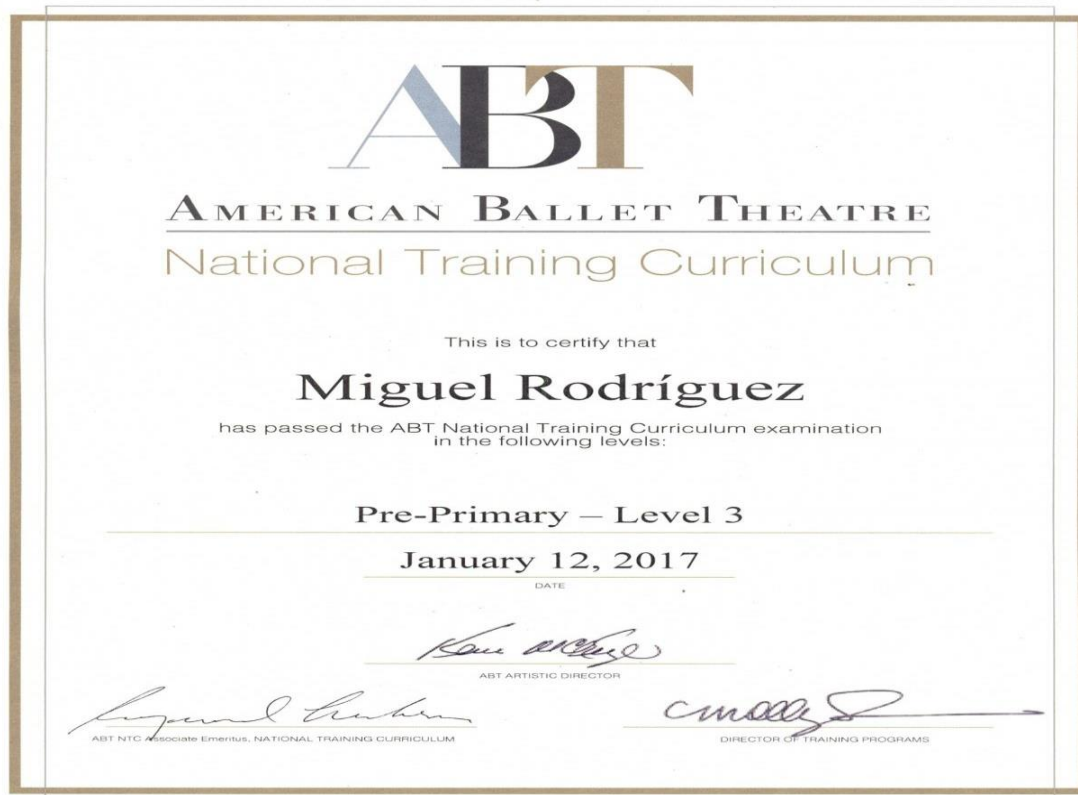 ABT
AMERICAN BALLET THEATRE
National Training Curriculum
This is to certify that
Miguel Rodríguez
has passed the ABT National Training Curriculum examination
in the following levels:
Pre-Primary – Level 3
January 12, 2017
DATE
ABT ARTISTIC DIRECTOR
ABT NTC Associate Emeritus, NATIONAL TRAINING CURRICULUM
DIRECTOR OF TRAINING PROGRAMS